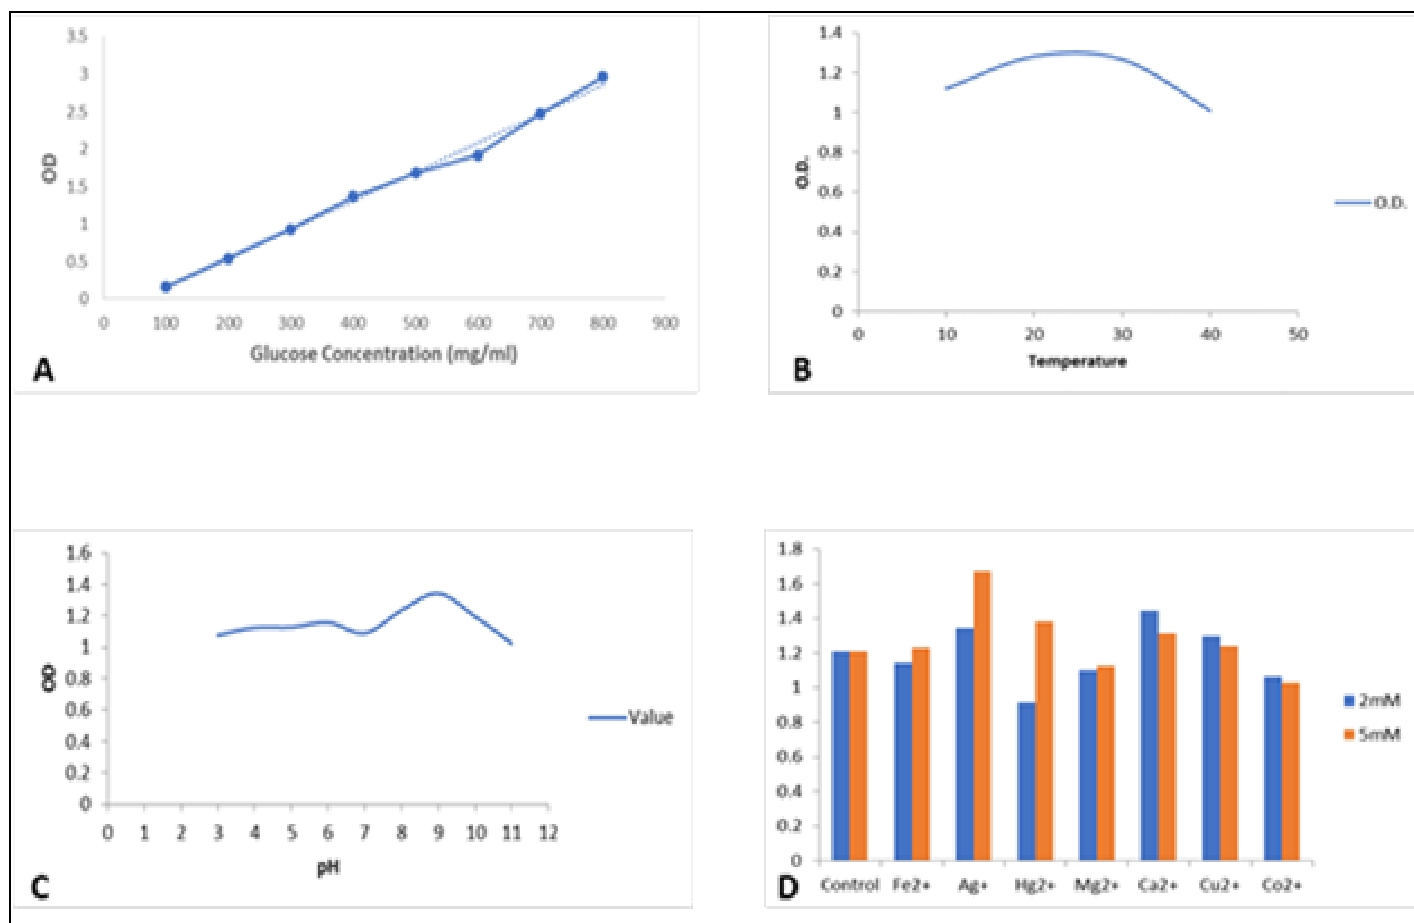 3.5
3
2.5
2
1.5
1
0.5
0
OD
0 100 200 300 400 500 600 700 800 900
Glucose Concentration (mg/ml)
A
1.4
1.2
1
0.8
0.6
0.4
0.2
0
O.D.
0 10 20 30 40 50
Temperature
O.D.
B
1.6
1.4
1.2
1
0.8
0.6
0.4
0.2
0
OD
0 1 2 3 4 5 6 7 8 9 10 11 12
pH
Value
C
1.8
1.6
1.4
1.2
1
0.8
0.6
0.4
0.2
0
Control Fe2+ Ag+ Hg2+ Mg2+ Ca2+ Cu2+ Co2+
2mM
5mM
D